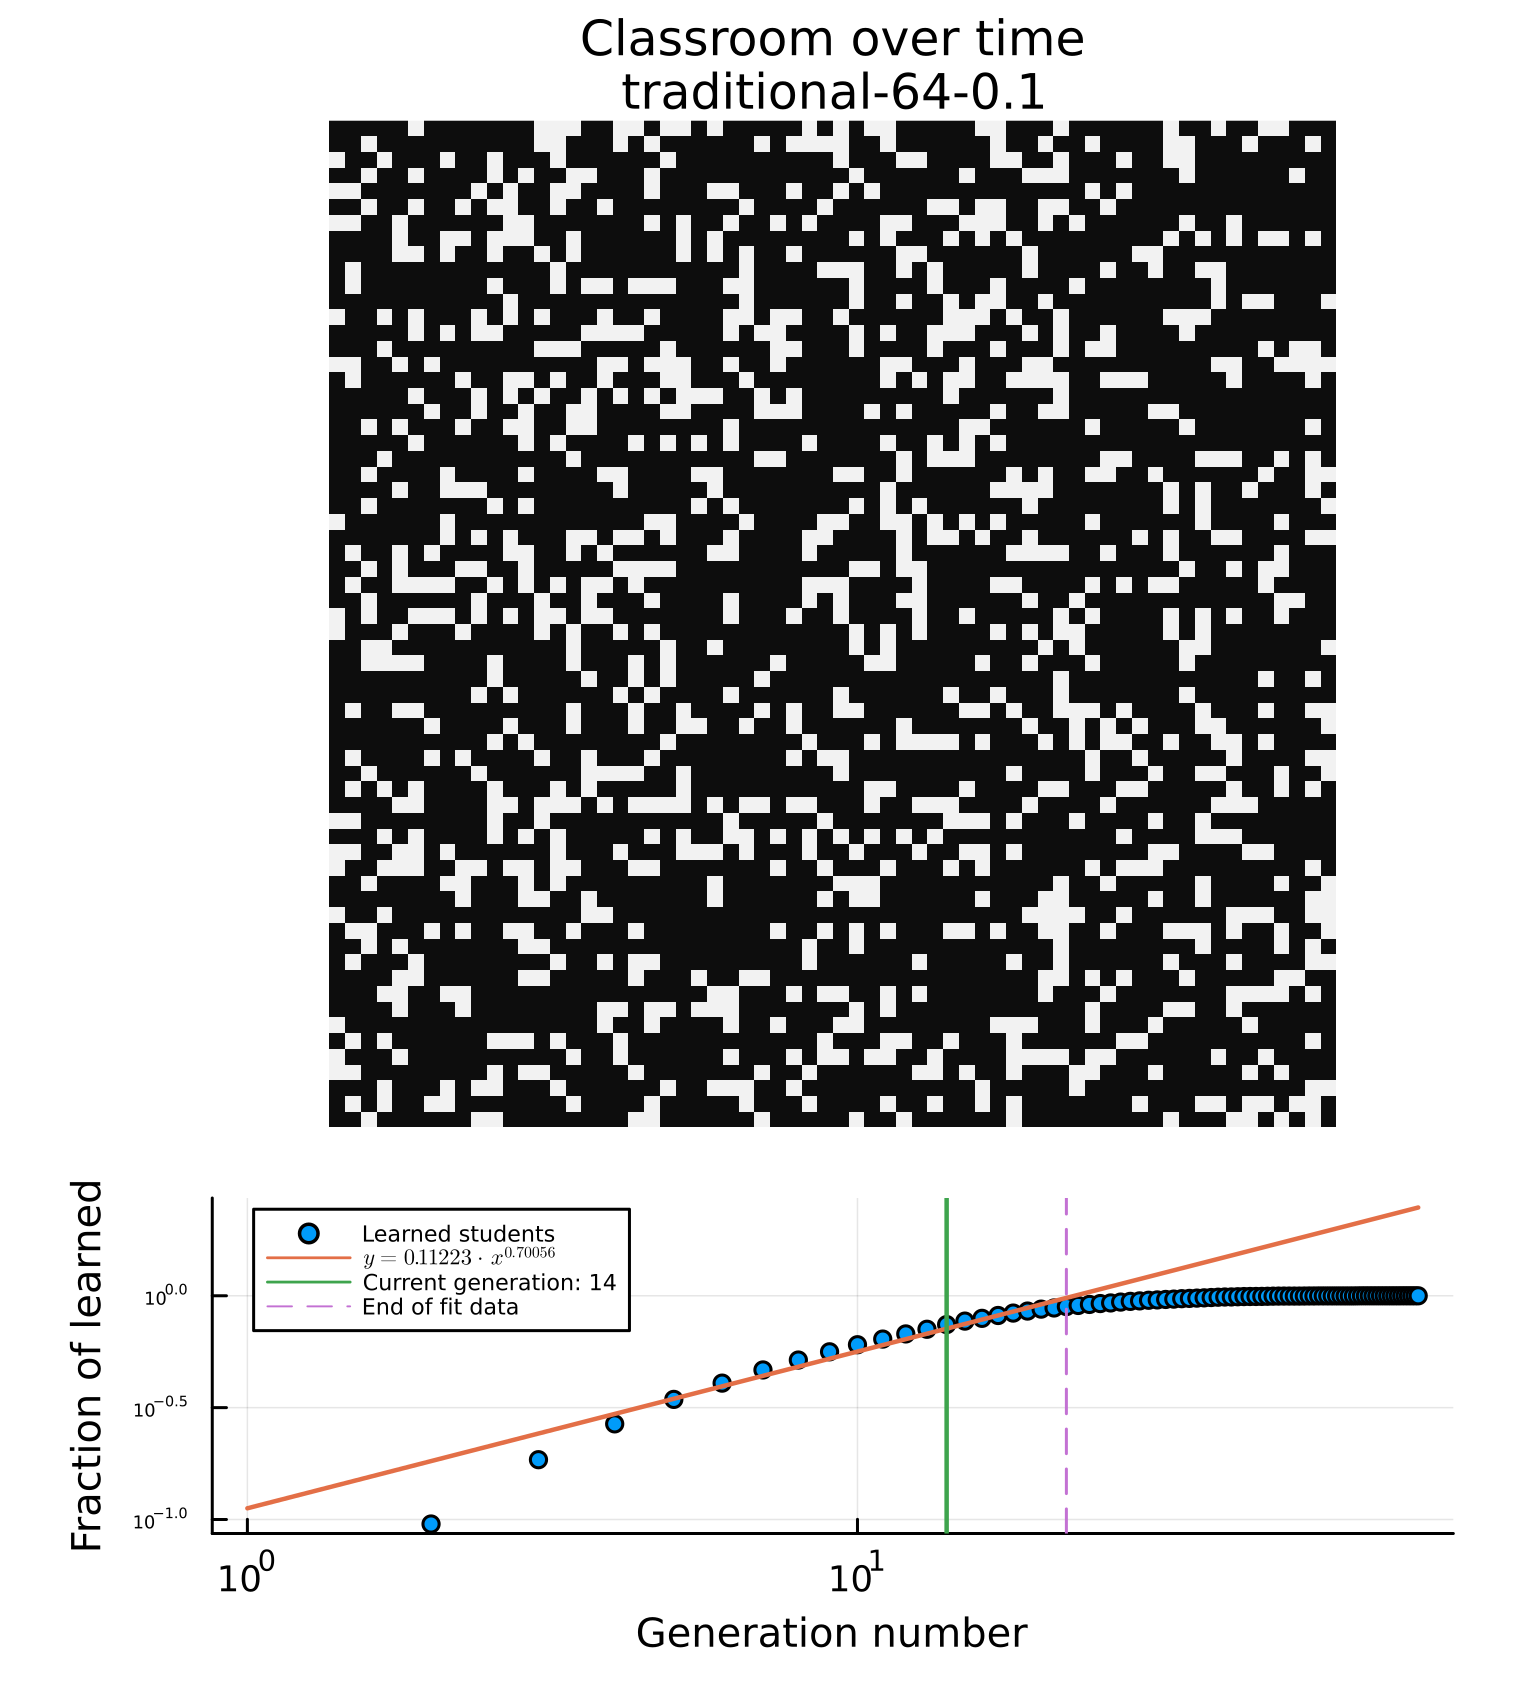 Classroom over time
traditional-64-0.1
Fraction of learned
Learned students
y = 0.11223 · x^0.70056
Current generation: 14
End of fit data
10^0.0
10^−0.5
10^−1.0
10^0
10^1
Generation number